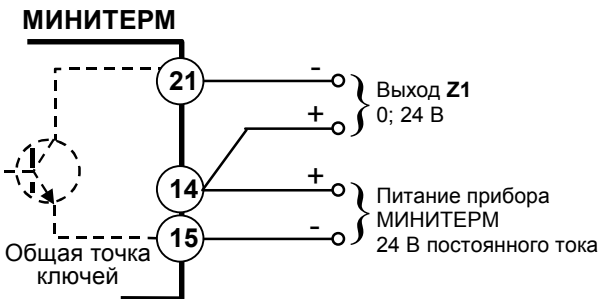 МИНИТЕРМ
21
-
Выход Z1
+
0; 24 В
14
+
Питание прибора
МИНИТЕРМ
15
-
24 В постоянного тока
Общая точка
ключей